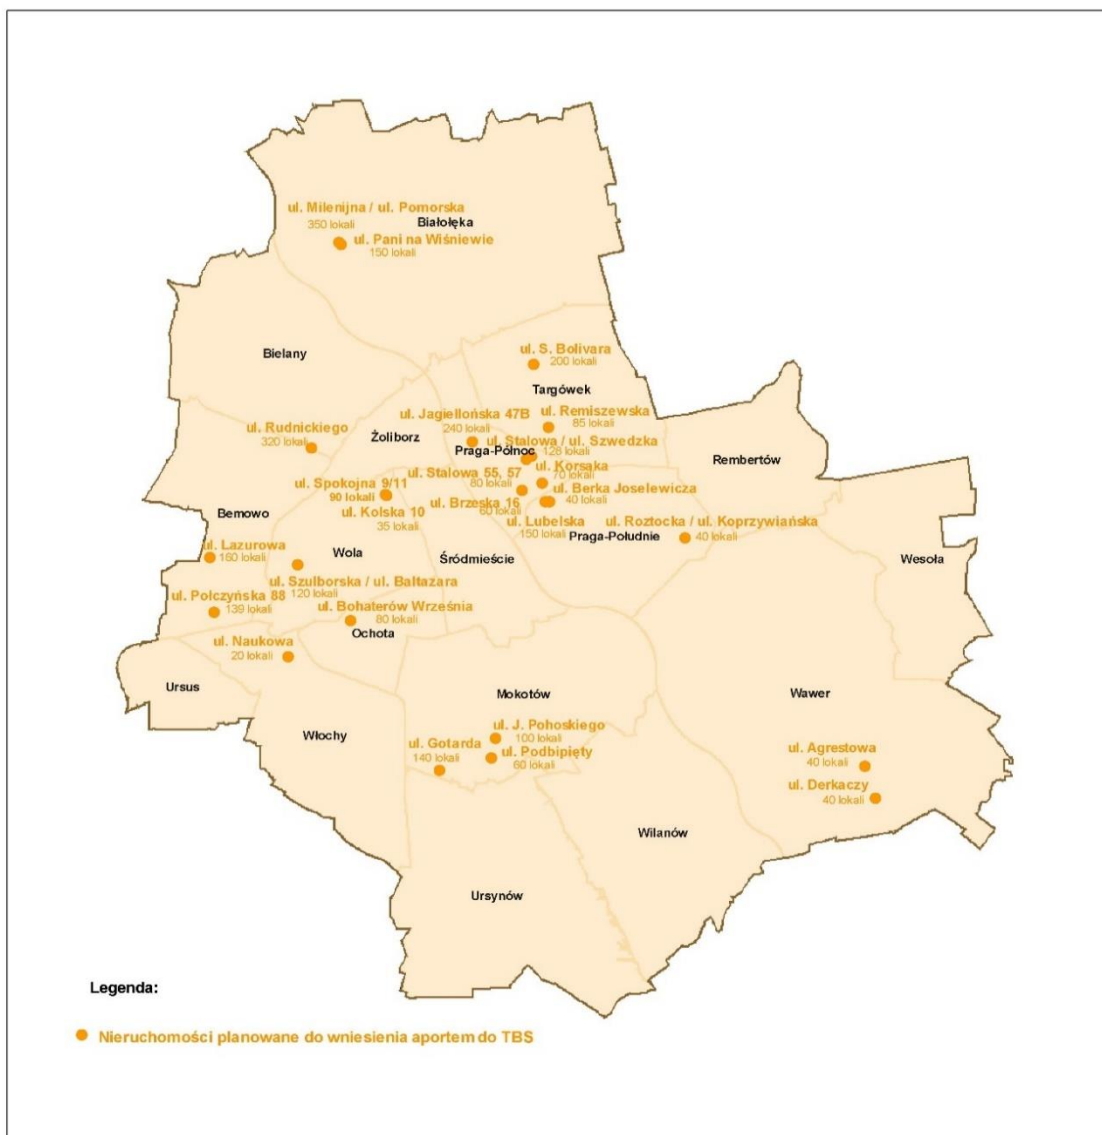 ul. Milenijna / ul. Pomorska
350 lokali
Białołęka
ul. Pani na Wiśniewie
150 lokali
Bielany
ul. S. Bolivara
200 lokali
Targówek
ul. Jagiellońska 47B
240 lokali
ul. Remiszewska
85 lokali
ul. Rudnickiego
320 lokali
Żoliborz
Praga-Północ
ul. Stalowa / ul. Szwedzka
128 lokali
Rembertów
ul. Stalowa 55, 57
80 lokali
ul. Korsaka
70 lokali
ul. Spokojna 9/11
90 lokali
ul. Berka Joselewicza
40 lokali
ul. Brzeska 16
60 lokali
ul. Kolska 10
35 lokali
Bemowo
ul. Lubelska
150 lokali
ul. Roztocka / ul. Koprzywiańska
40 lokali
Praga-Południe
ul. Lazurowa
160 lokali
Wola
Śródmieście
Wesoła
ul. Szulborska / ul. Baltazara
120 lokali
ul. Połczyńska 88
139 lokali
ul. Bohaterów Września
80 lokali
Ochota
ul. Naukowa
20 lokali
Ursus
Mokotów
Wawer
Włochy
ul. J. Pohoskiego
100 lokali
ul. Gotarda
140 lokali
ul. Podbipięty
60 lokali
ul. Agrestowa
40 lokali
ul. Derkaczy
40 lokali
Wilanów
Ursynów
Legenda:
Nieruchomości planowane do wniesienia aportem do TBS